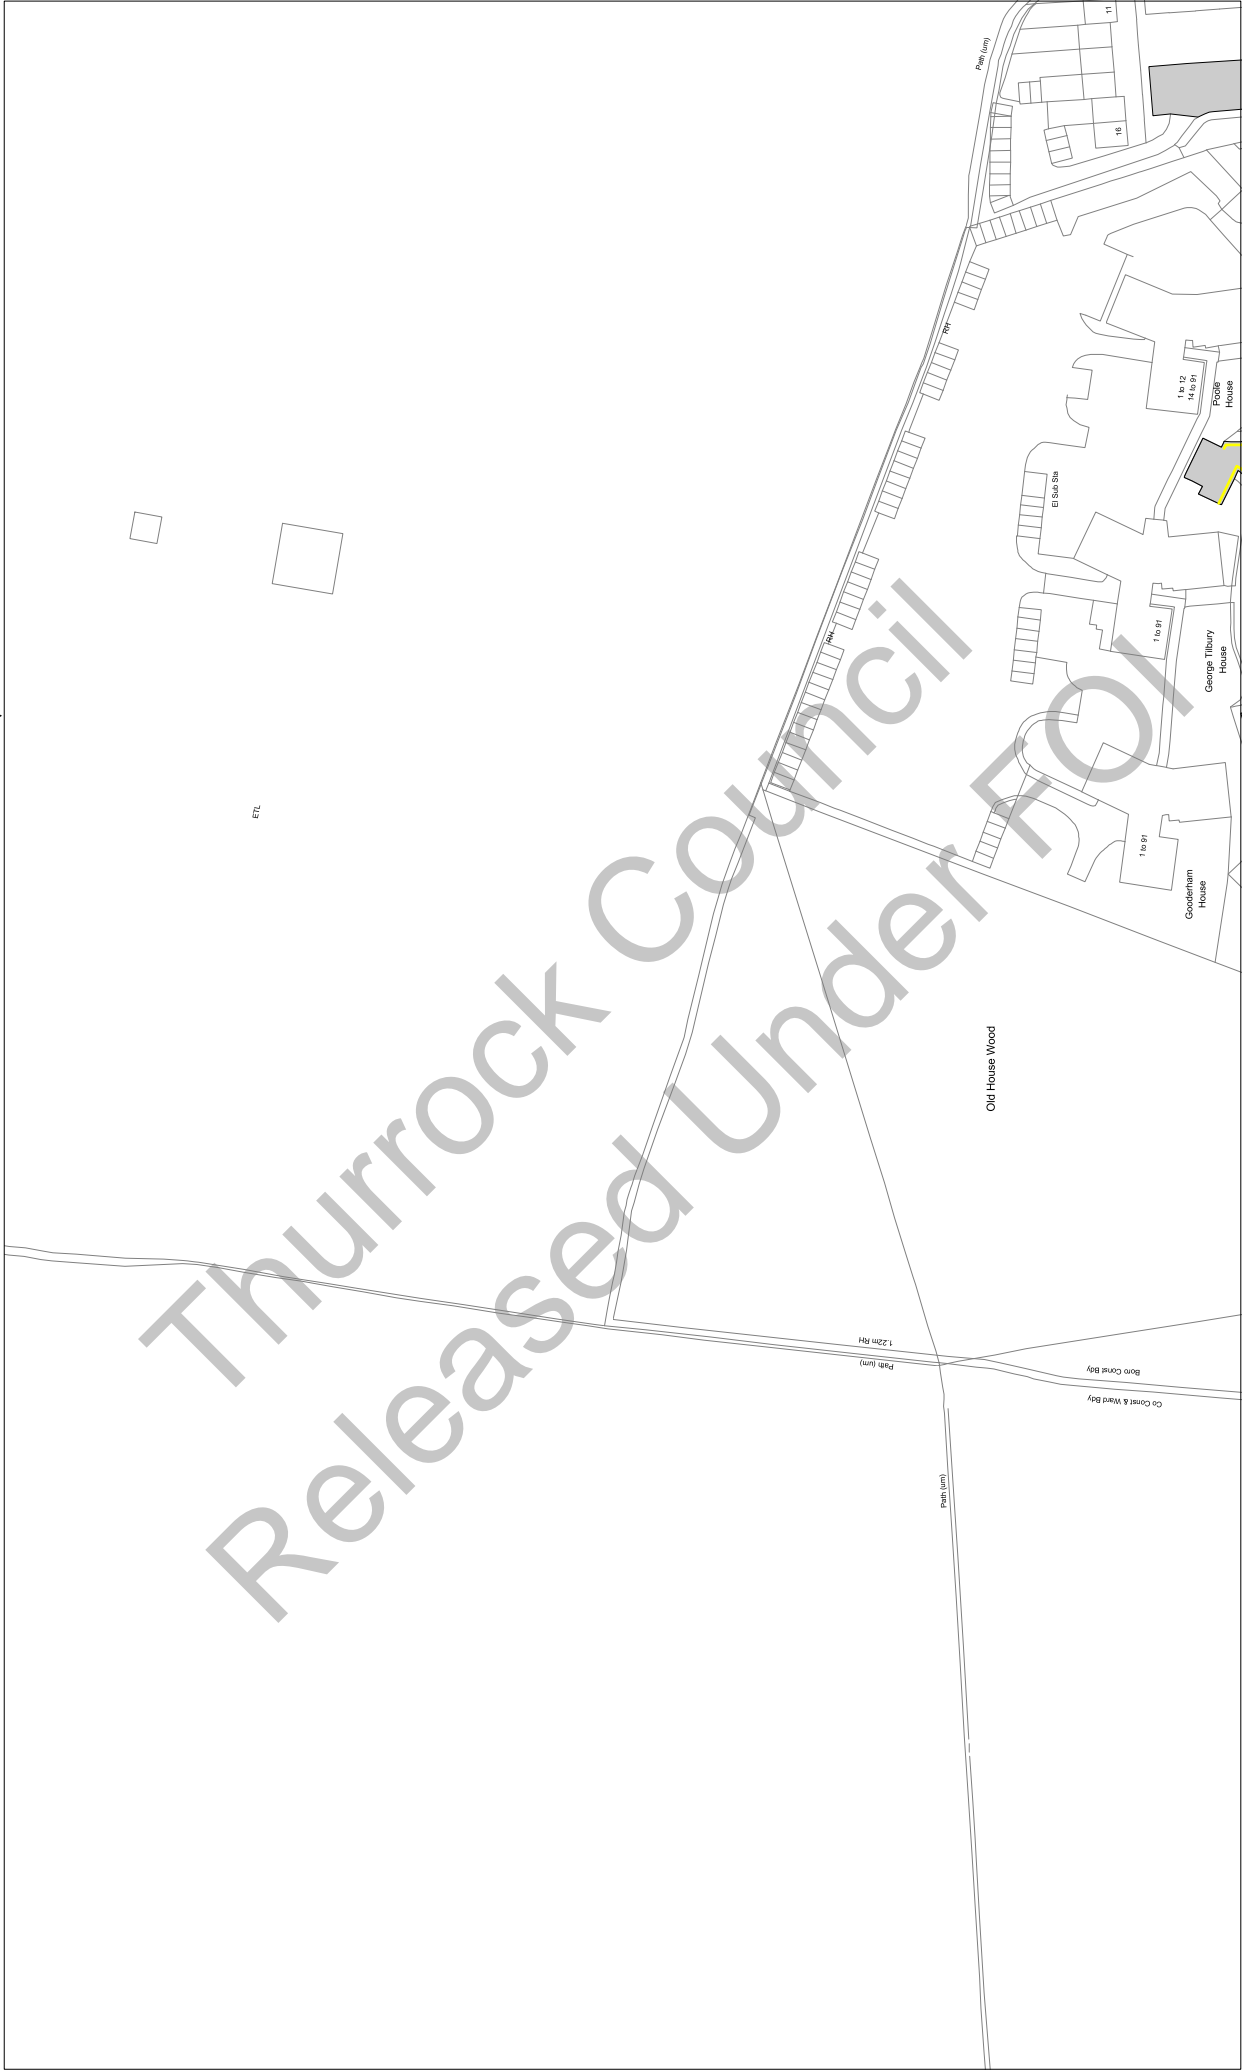 Path (um)
11
16
RH
1 to 12
14 to 91
Poole
House
El Sub Sta
RH
1 to 91
George Tilbury
House
ETL
1 to 91
Gooderham
House
Old House Wood
1.22m RH
Path (um)
Boro Const Bdy
Co Const & Ward Bdy
Path (um)
Thurrock Council
Released Under FOI